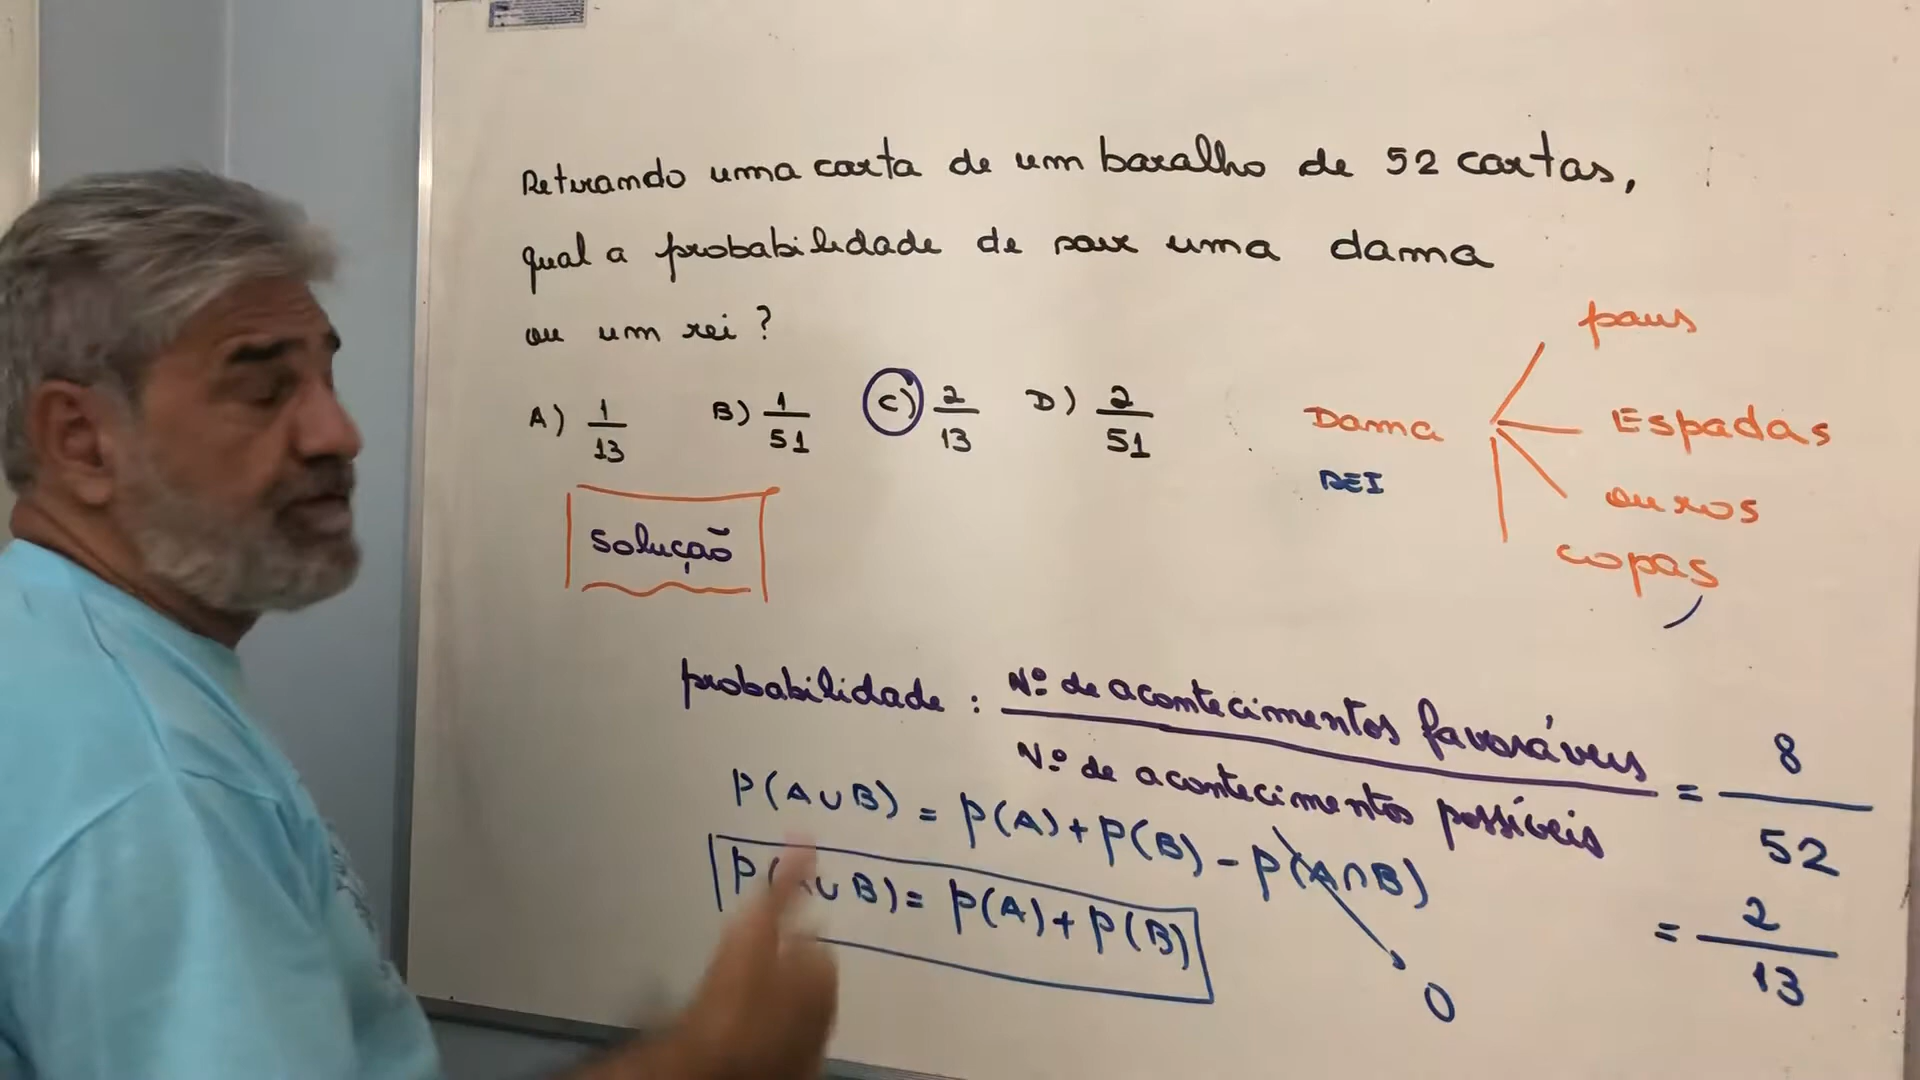 Retirando uma carta de um baralho de 52 cartas,
qual a probabilidade de sair uma dama
ou um rei?
A) 1/13 B) 1/51 C) 2/13 D) 2/51
paus
Dama Espadas
REI
ouros
copas
Solução
probabilidade : Nº de acontecimentos favoráveis / Nº de acontecimentos possíveis = 8/52
P(A∪B) = P(A) + P(B) - P(A∩B)
P(A∪B) = P(A) + P(B)
0
= 2/13